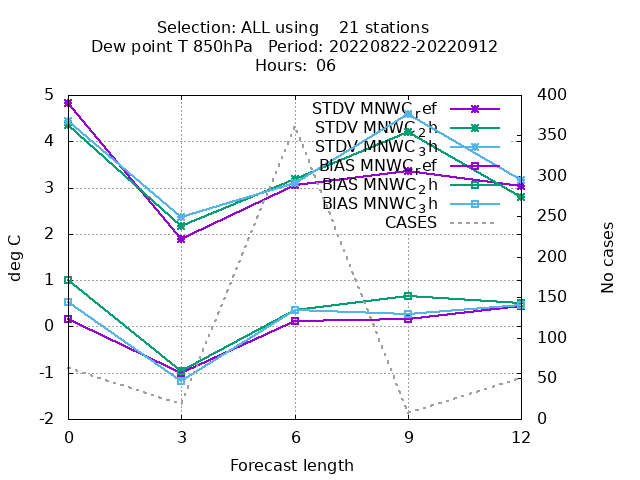 Selection: ALL using 21 stations
Dew point T 850hPa Period: 20220822-20220912
Hours: 06
STDV MNWC_ref
STDV MNWC_2h
STDV MNWC_3h
BIAS MNWC_ref
BIAS MNWC_2h
BIAS MNWC_3h
CASES
5
4
3
2
1
0
-1
-2
deg C
400
350
300
250
200
150
100
50
0
No cases
0 3 6 9 12
Forecast length